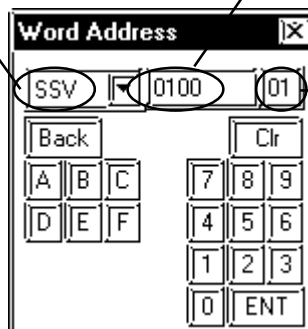 Word Address
SSV 0100 01
Back Clr
A B C 7 8 9
D E F 4 5 6
1 2 3
0 ENT